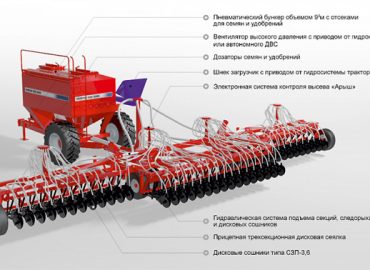 Пневматический бункер объемом 9³м с отсеками
для семян и удобрений
Вентилятор высокого давления с приводом от гидрос
или автономного ДВС
Дозаторы семян и удобрений
Шнек загрузчик с приводом от гидросистемы трактор
Электронная система контроля высева «Арыш»
Гидравлическая система подъема секций, следорых
и дисковых сошников
Прицепная трехсекционная дисковая сеялка
Дисковые сошники типа СЗП-3,6